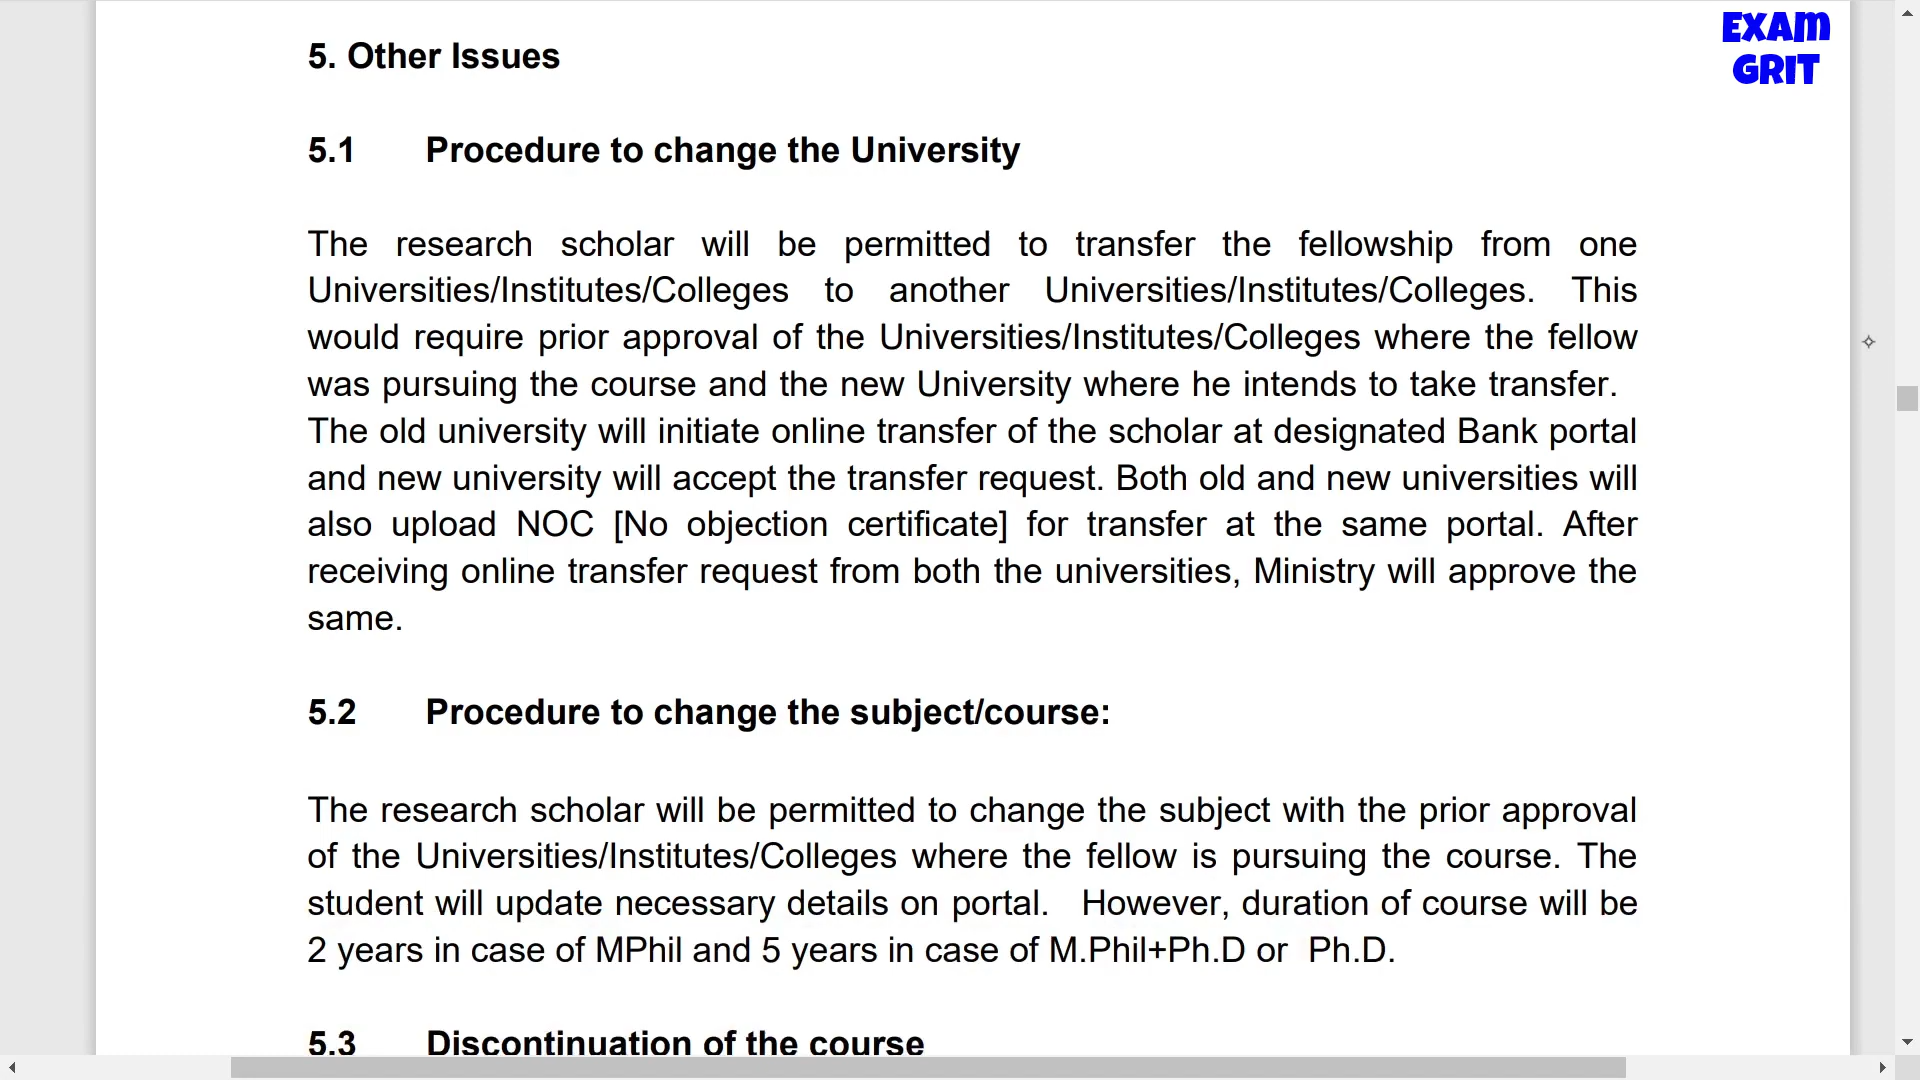 EXAM
GRIT
5. Other Issues
5.1 Procedure to change the University
The research scholar will be permitted to transfer the fellowship from one
Universities/Institutes/Colleges to another Universities/Institutes/Colleges. This
would require prior approval of the Universities/Institutes/Colleges where the fellow
was pursuing the course and the new University where he intends to take transfer.
The old university will initiate online transfer of the scholar at designated Bank portal
and new university will accept the transfer request. Both old and new universities will
also upload NOC [No objection certificate] for transfer at the same portal. After
receiving online transfer request from both the universities, Ministry will approve the
same.
5.2 Procedure to change the subject/course:
The research scholar will be permitted to change the subject with the prior approval
of the Universities/Institutes/Colleges where the fellow is pursuing the course. The
student will update necessary details on portal. However, duration of course will be
2 years in case of MPhil and 5 years in case of M.Phil+Ph.D or Ph.D.
5.3 Discontinuation of the course